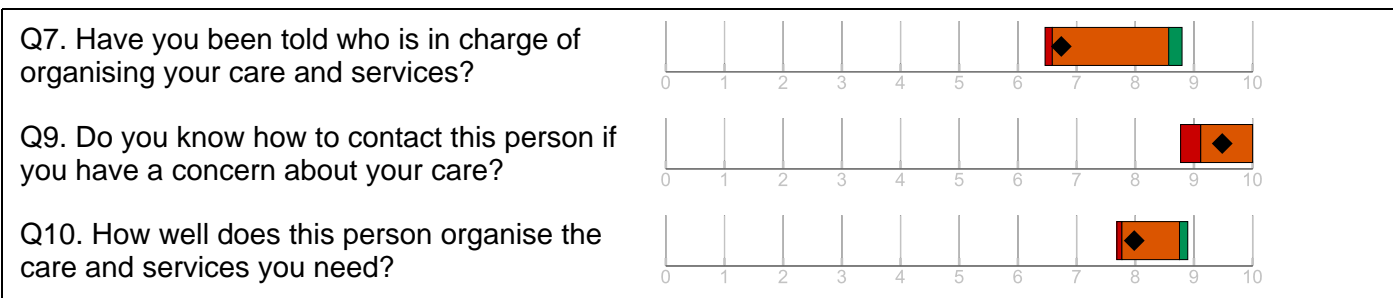 Q7. Have you been told who is in charge of
organising your care and services?
0 1 2 3 4 5 6 7 8 9 10
Q9. Do you know how to contact this person if
you have a concern about your care?
0 1 2 3 4 5 6 7 8 9 10
Q10. How well does this person organise the
care and services you need?
0 1 2 3 4 5 6 7 8 9 10